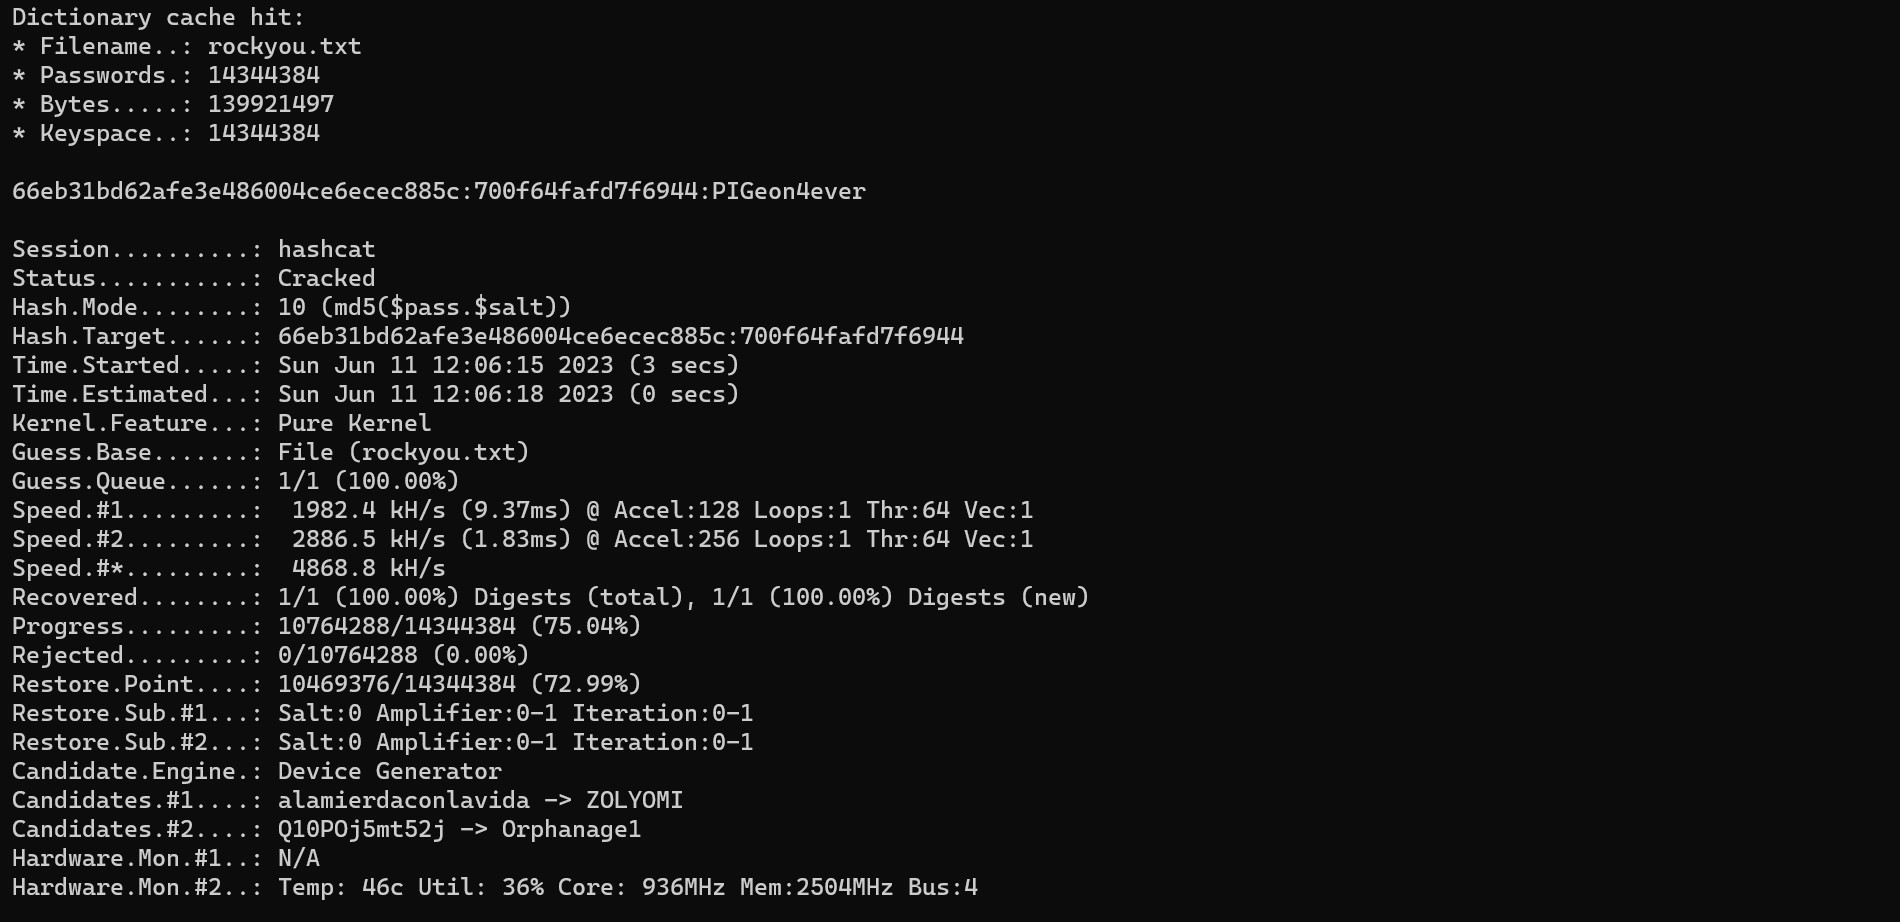 Dictionary cache hit:
* Filename..: rockyou.txt
* Passwords.: 14344384
* Bytes.....: 139921497
* Keyspace..: 14344384

66eb31bd62afe3e486004ce6ecec885c:700f64fafd7f6944:PIGeon4ever

Session..........: hashcat
Status...........: Cracked
Hash.Mode........: 10 (md5($pass.$salt))
Hash.Target......: 66eb31bd62afe3e486004ce6ecec885c:700f64fafd7f6944
Time.Started.....: Sun Jun 11 12:06:15 2023 (3 secs)
Time.Estimated...: Sun Jun 11 12:06:18 2023 (0 secs)
Kernel.Feature...: Pure Kernel
Guess.Base.......: File (rockyou.txt)
Guess.Queue......: 1/1 (100.00%)
Speed.#1.........:  1982.4 kH/s (9.37ms) @ Accel:128 Loops:1 Thr:64 Vec:1
Speed.#2.........:  2886.5 kH/s (1.83ms) @ Accel:256 Loops:1 Thr:64 Vec:1
Speed.#*.........:  4868.8 kH/s
Recovered........: 1/1 (100.00%) Digests (total), 1/1 (100.00%) Digests (new)
Progress.........: 10764288/14344384 (75.04%)
Rejected.........: 0/10764288 (0.00%)
Restore.Point....: 10469376/14344384 (72.99%)
Restore.Sub.#1...: Salt:0 Amplifier:0-1 Iteration:0-1
Restore.Sub.#2...: Salt:0 Amplifier:0-1 Iteration:0-1
Candidate.Engine.: Device Generator
Candidates.#1....: alamierdaconlavida -> ZOLYOMI
Candidates.#2....: Q10POj5mt52j -> Orphanage1
Hardware.Mon.#1..: N/A
Hardware.Mon.#2..: Temp: 46c Util: 36% Core: 936MHz Mem:2504MHz Bus:4